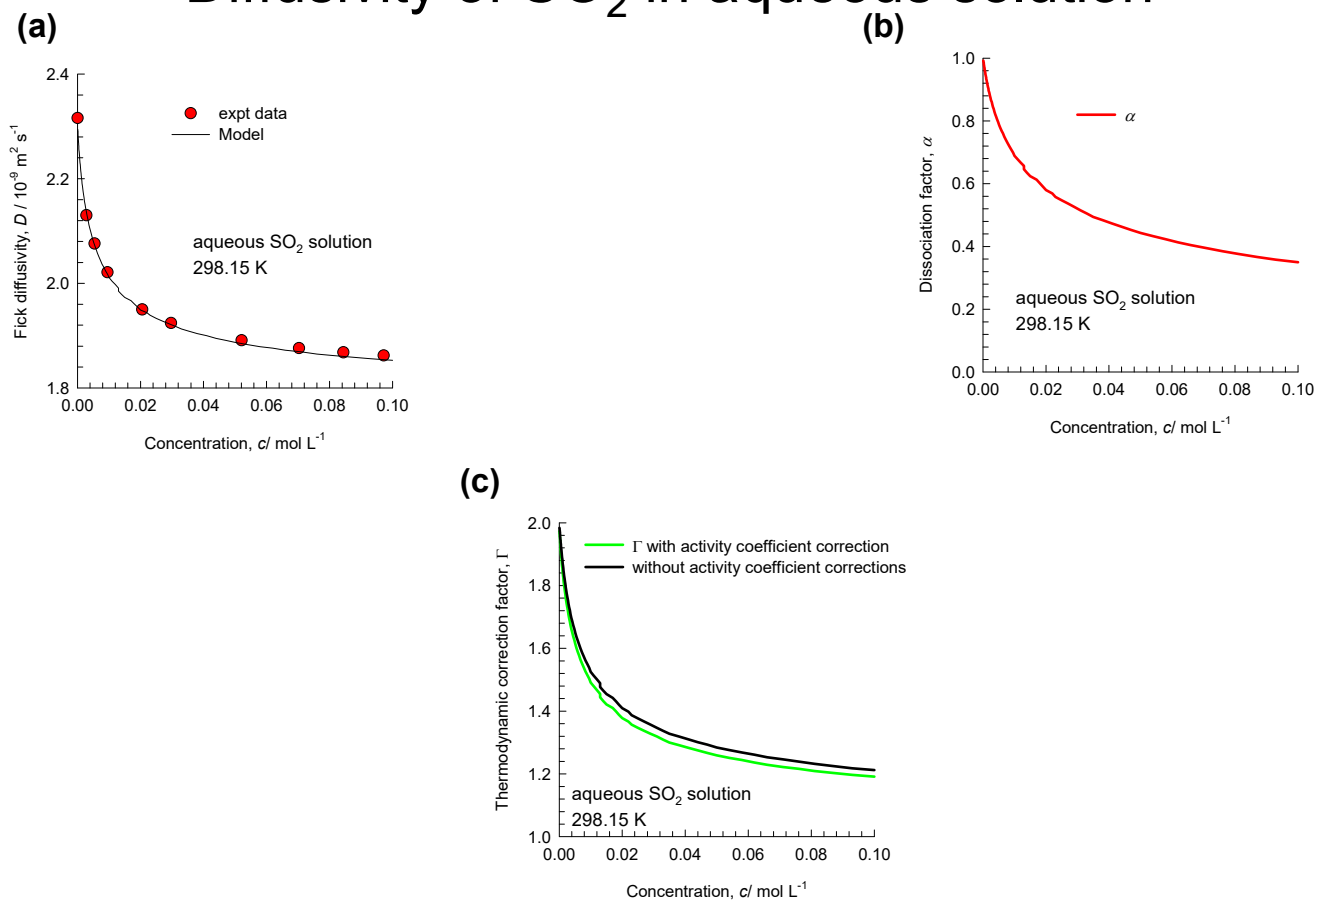 Diffusivity of SO2 in aqueous solution
(a)
2.4
2.2
2.0
1.8
Fick diffusivity, D / 10-9 m2 s-1
expt data
Model
aqueous SO2 solution
298.15 K
0.00 0.02 0.04 0.06 0.08 0.10
Concentration, c/ mol L-1
(b)
1.0
0.8
0.6
0.4
0.2
0.0
Dissociation factor, α
α
aqueous SO2 solution
298.15 K
0.00 0.02 0.04 0.06 0.08 0.10
Concentration, c/ mol L-1
(c)
2.0
1.8
1.6
1.4
1.2
1.0
Thermodynamic correction factor, Γ
Γ with activity coefficient correction
without activity coefficient corrections
aqueous SO2 solution
298.15 K
0.00 0.02 0.04 0.06 0.08 0.10
Concentration, c/ mol L-1